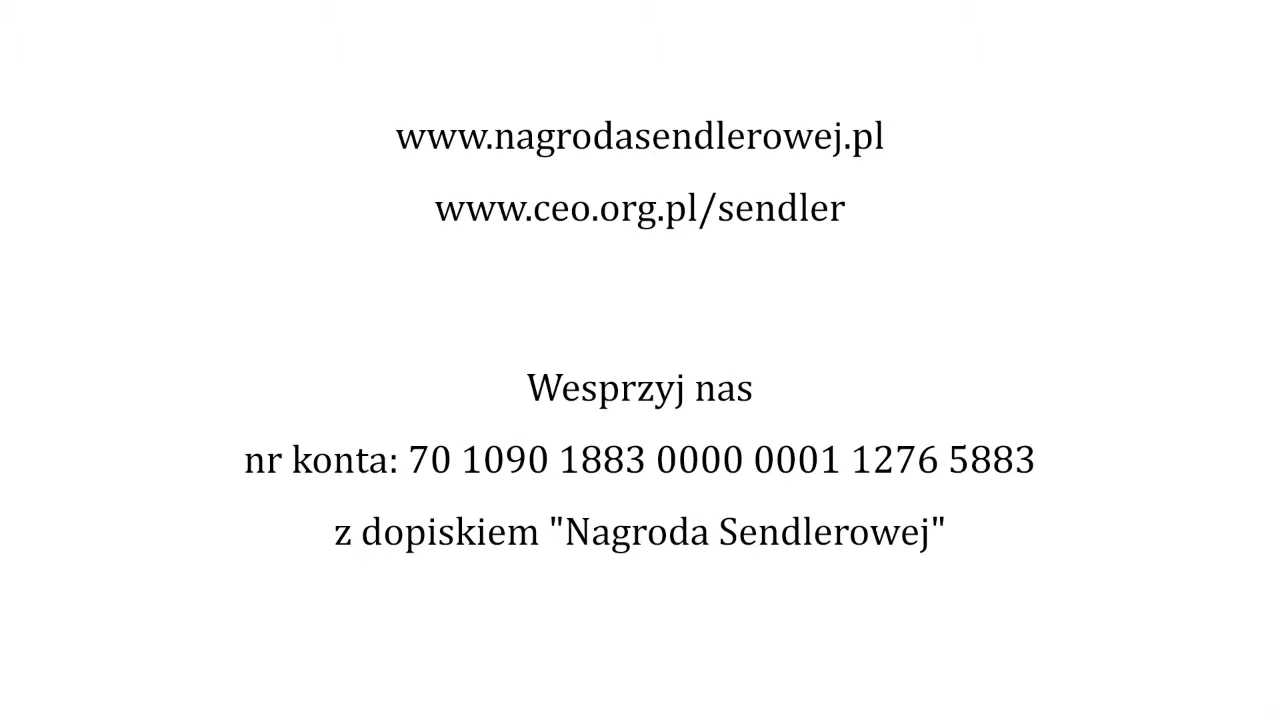 www.nagrodasendlerowej.pl
www.ceo.org.pl/sendler
Wesprzyj nas
nr konta: 70 1090 1883 0000 0001 1276 5883
z dopiskiem "Nagroda Sendlerowej"